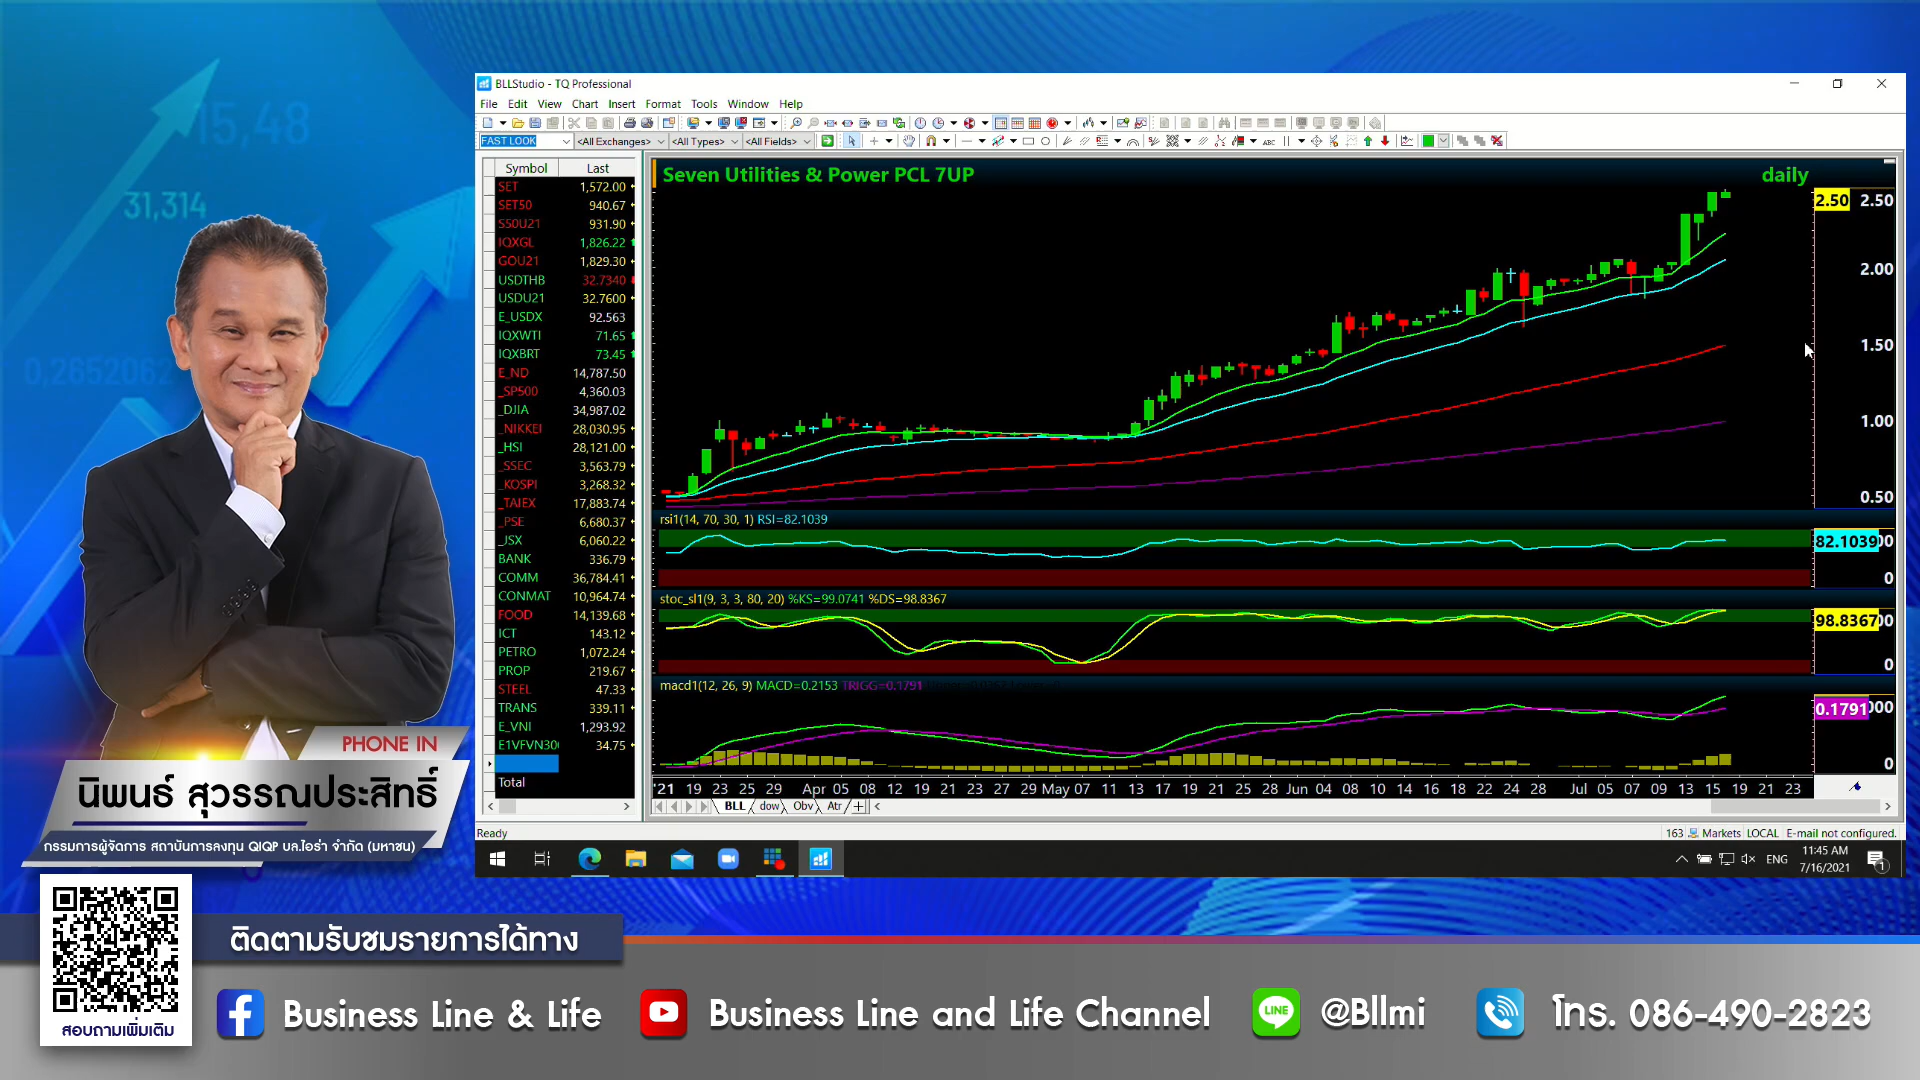 15,48
31,314
0,2652062
BLLStudio - TQ Professional
File Edit View Chart Insert Format Tools Window Help
FAST LOOK <All Exchanges> <All Types> <All Fields>
Symbol Last
SET 1,572.00
SET50 940.67
S50U21 931.90
IQXGL 1,826.22
GOU21 1,829.30
USDTHB 32.7340
USDU21 32.7600
E_USDX 92.563
IQXWTI 71.65
IQXBRT 73.45
E_ND 14,787.50
_SP500 4,360.03
_DJIA 34,987.02
_NIKKEI 28,030.95
_HSI 28,121.00
_SSEC 3,563.79
_KOSPI 3,268.32
_TAIEX 17,883.74
_PSE 6,680.37
_JSX 6,060.22
BANK 336.79
COMM 36,784.41
CONMAT 10,964.74
FOOD 14,139.68
ICT 143.12
PETRO 1,072.24
PROP 219.67
STEEL 47.33
TRANS 339.11
E_VNI 1,293.92
E1VFVN30 34.75
Total
Seven Utilities & Power PCL 7UP daily
2.50 2.50
2.00
1.50
1.00
0.50
rsi1(14, 70, 30, 1) RSI=82.1039
82.1039 00
0
stoc_sl1(9, 3, 3, 80, 20) %KS=99.0741 %DS=98.8367
98.8367 00
0
macd1(12, 26, 9) MACD=0.2153 TRIGG=0.1791
0.1791 000
0
'21 19 23 25 29 Apr 05 08 12 19 21 23 27 29 May 07 11 13 17 19 21 25 28 Jun 04 08 10 14 16 18 22 24 28 Jul 05 07 09 13 15 19 21 23
BLL dow Obv Atr
Ready 163 Markets LOCAL E-mail not configured.
ENG 11:45 AM
7/16/2021
1
PHONE IN
นิพนธ์ สุวรรณประสิทธิ์
กรรมการผู้จัดการ สถาบันการลงทุน QIQP บล.ไอร่า จำกัด (มหาชน)
ติดตามรับชมรายการได้ทาง
สอบถามเพิ่มเติม
Business Line & Life Business Line and Life Channel LINE @Bllmi โทร. 086-490-2823